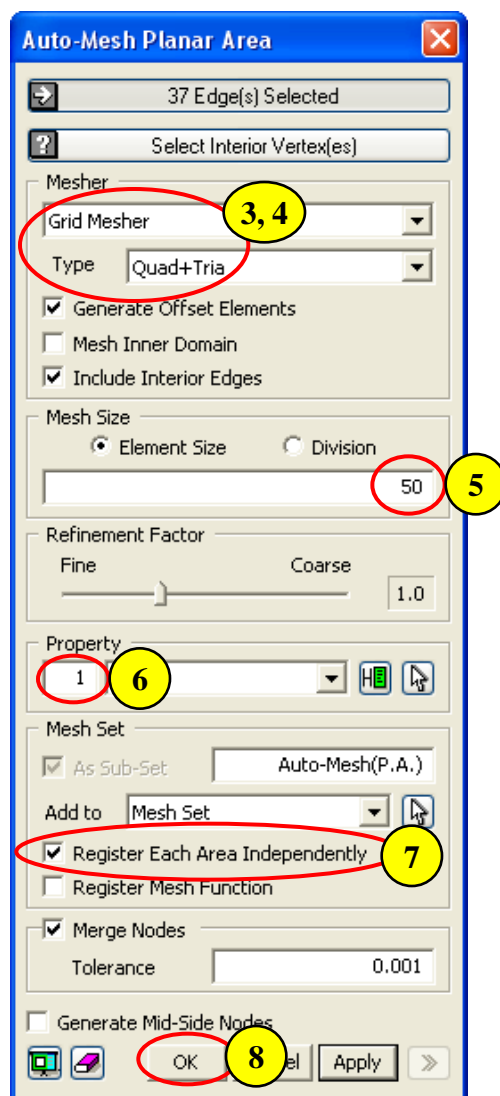 Auto-Mesh Planar Area
37 Edge(s) Selected
? Select Interior Vertex(es)
Mesher
Grid Mesher
3, 4
Type Quad+Tria
Generate Offset Elements
Mesh Inner Domain
Include Interior Edges
Mesh Size
Element Size Division
50 5
Refinement Factor
Fine Coarse
1.0
Property
1 6
Mesh Set
As Sub-Set Auto-Mesh(P.A.)
Add to Mesh Set
Register Each Area Independently 7
Register Mesh Function
Merge Nodes
Tolerance 0.001
Generate Mid-Side Nodes
OK 8 el Apply >>